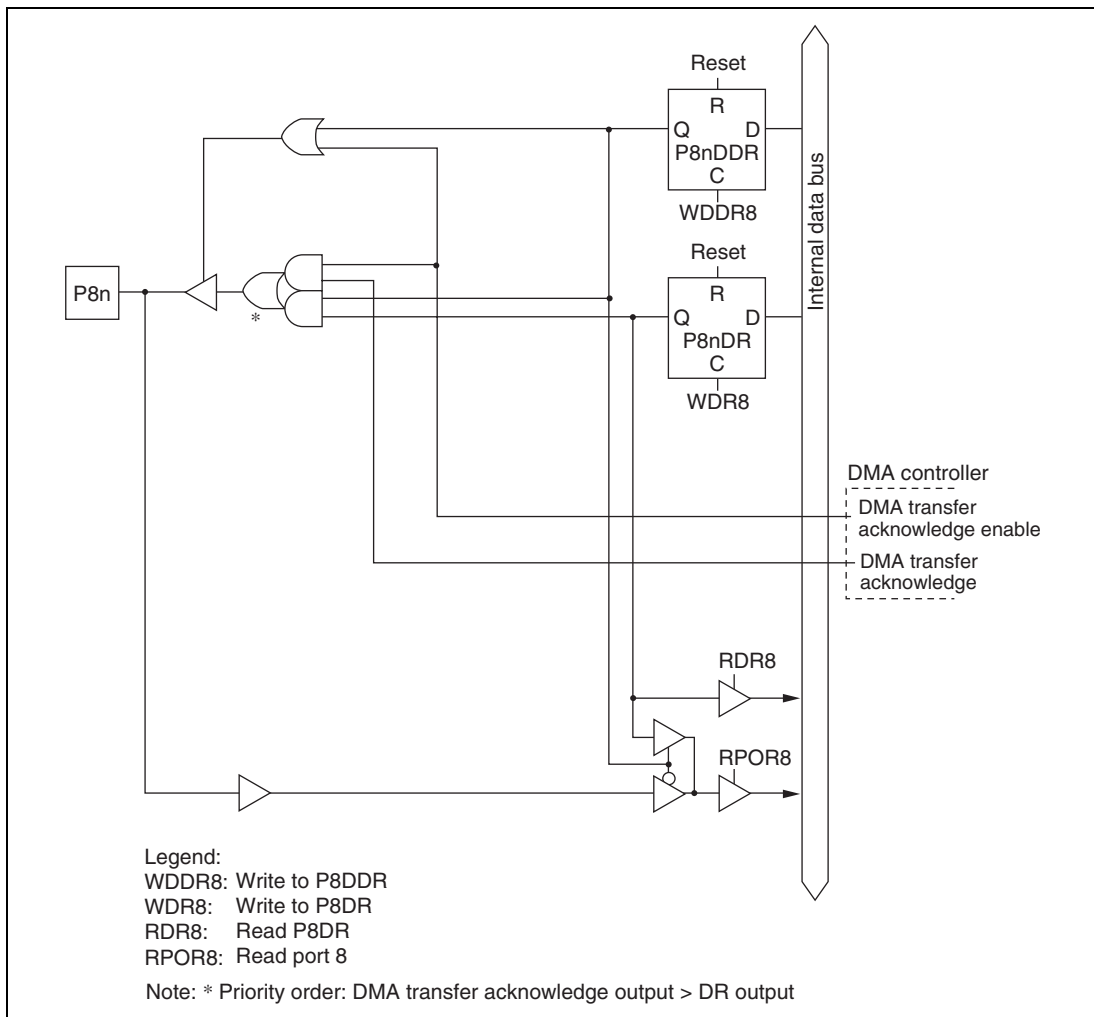 Reset
R
Q D
P8nDDR
C
WDDR8
Internal data bus
Reset
R
Q D
P8nDR
C
WDR8
P8n
*
DMA controller
DMA transfer
acknowledge enable
DMA transfer
acknowledge
RDR8
RPOR8
Legend:
WDDR8: Write to P8DDR
WDR8: Write to P8DR
RDR8: Read P8DR
RPOR8: Read port 8
Note: * Priority order: DMA transfer acknowledge output > DR output